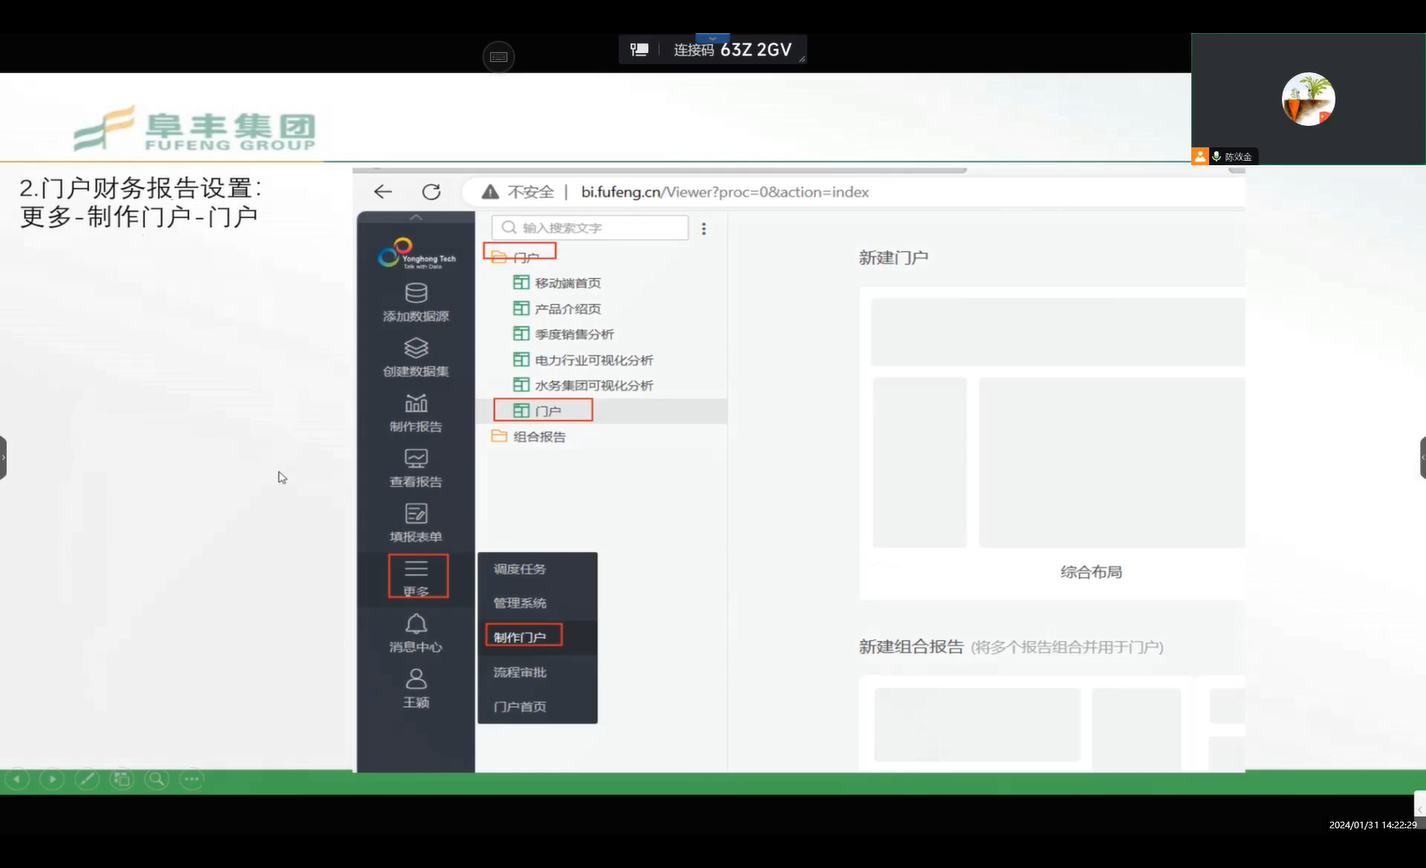 连接码 63Z 2GV
陈效金
阜丰集团
FUFENG GROUP
2.门户财务报告设置:
更多-制作门户-门户
不安全 | bi.fufeng.cn/Viewer?proc=0&action=index
Yonghong Tech
Talk with Data
添加数据源
创建数据集
制作报告
查看报告
填报表单
更多
消息中心
王颖
输入搜索文字
门户
移动端首页
产品介绍页
季度销售分析
电力行业可视化分析
水务集团可视化分析
门户
组合报告
调度任务
管理系统
制作门户
流程审批
门户首页
新建门户
综合布局
新建组合报告 (将多个报告组合并用于门户)
2024/01/31 14:22:29